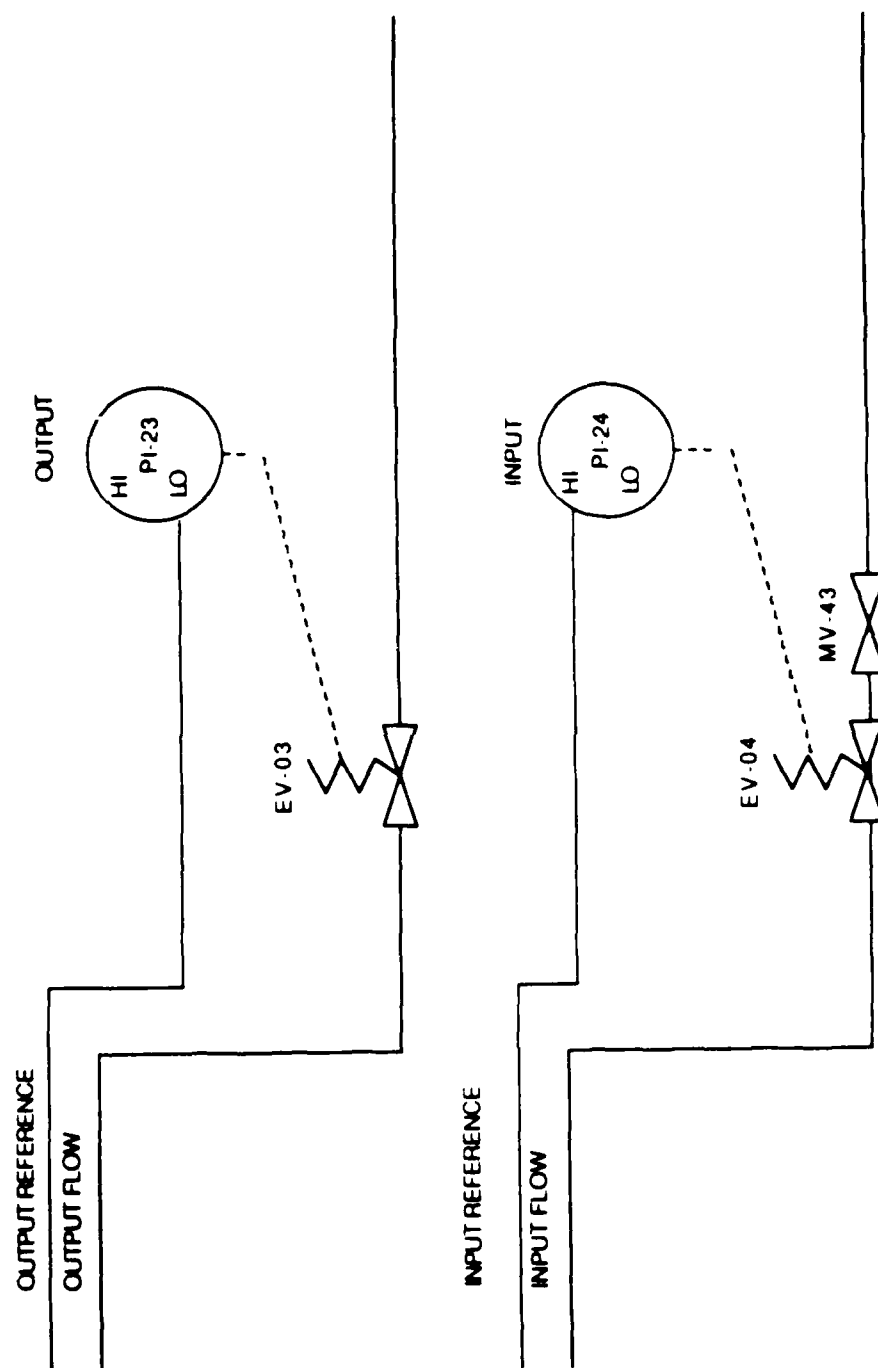 OUTPUT REFERENCE
OUTPUT FLOW
EV-03
OUTPUT
HI
PI-23
LO
INPUT REFERENCE
INPUT FLOW
EV-04
MV-43
INPUT
HI
PI-24
LO